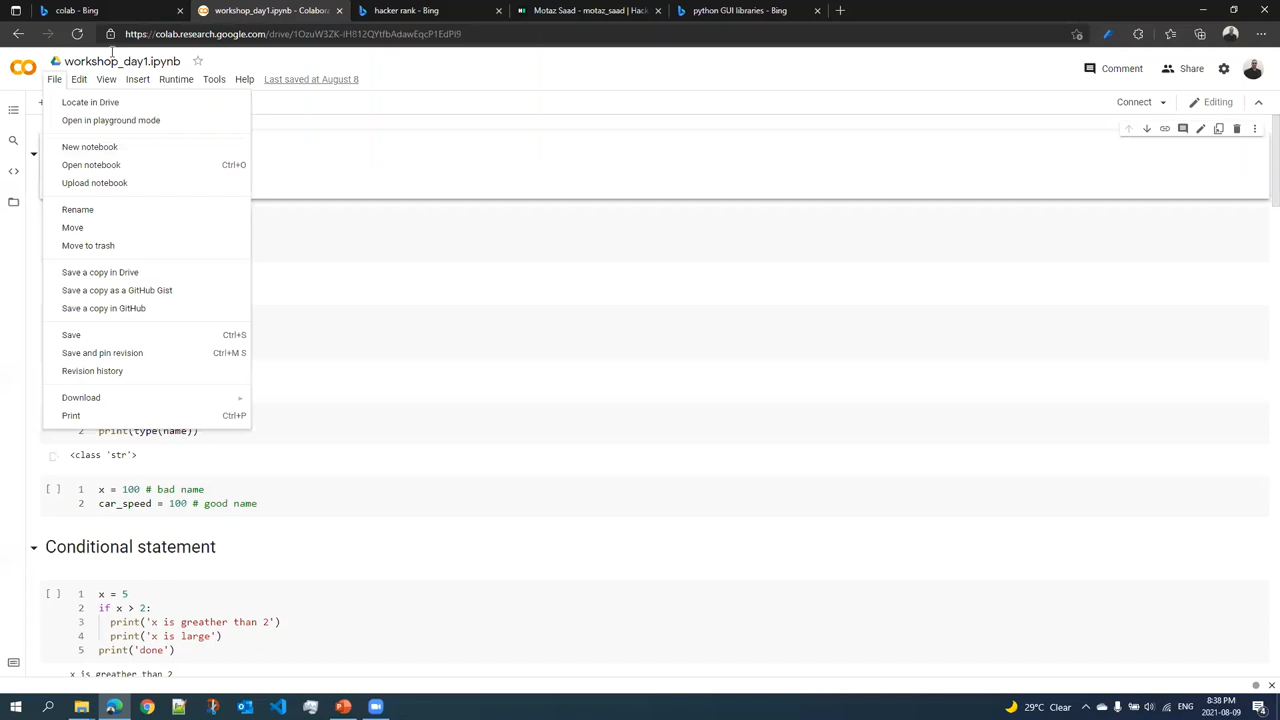 colab - Bing
workshop_day1.ipynb - Colabora
hacker rank - Bing
Motaz Saad - motaz_saad | Hack
python GUI libraries - Bing
https://colab.research.google.com/drive/1OzuW3ZK-iH812QYtfbAdawEqcP1EdPl9
workshop_day1.ipynb
Comment
Share
File Edit View Insert Runtime Tools Help Last saved at August 8
Connect
Editing
Locate in Drive
Open in playground mode
New notebook
Open notebook Ctrl+O
Upload notebook
Rename
Move
Move to trash
Save a copy in Drive
Save a copy as a GitHub Gist
Save a copy in GitHub
Save Ctrl+S
Save and pin revision Ctrl+M S
Revision history
Download
Print Ctrl+P
2 print(type(name))
<class 'str'>
[ ] 1 x = 100 # bad name
2 car_speed = 100 # good name
Conditional statement
[ ] 1 x = 5
2 if x > 2:
3 print('x is greather than 2')
4 print('x is large')
5 print('done')
x is greather than 2
29°C Clear
ENG
8:38 PM
2021-08-09